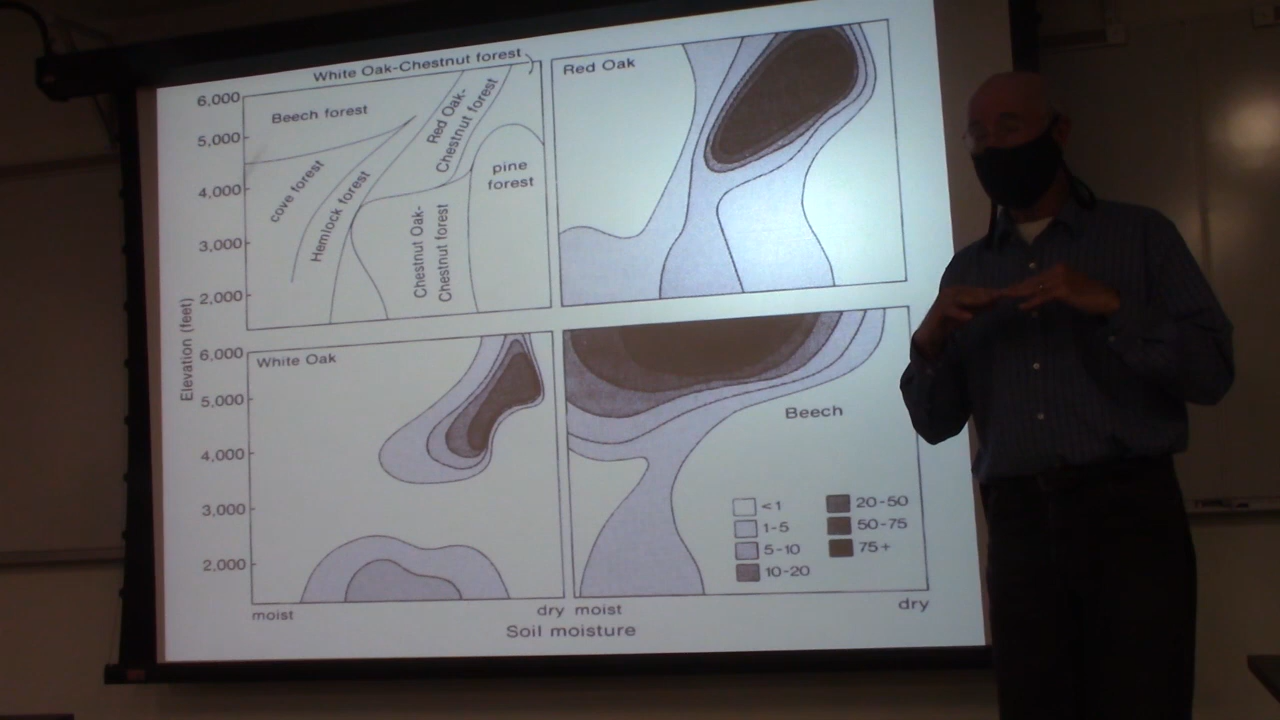 White Oak-Chestnut forest
6,000
5,000
4,000
3,000
2,000
Beech forest
cove forest
Hemlock forest
Red Oak-
Chestnut forest
Chestnut Oak-
Chestnut forest
pine
forest
Red Oak
Elevation (feet)
6,000
5,000
4,000
3,000
2,000
White Oak
moist
dry
Beech
<1
1-5
5-10
10-20
20-50
50-75
75+
moist
dry
Soil moisture